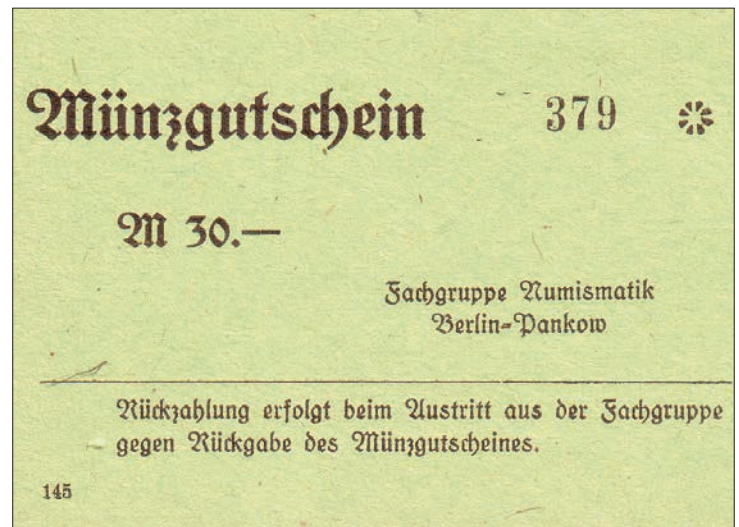 Münzgutschein 379
M 30.—
Fachgruppe Numismatik
Berlin-Pankow
Rückzahlung erfolgt beim Austritt aus der Fachgruppe
gegen Rückgabe des Münzgutscheines.
145